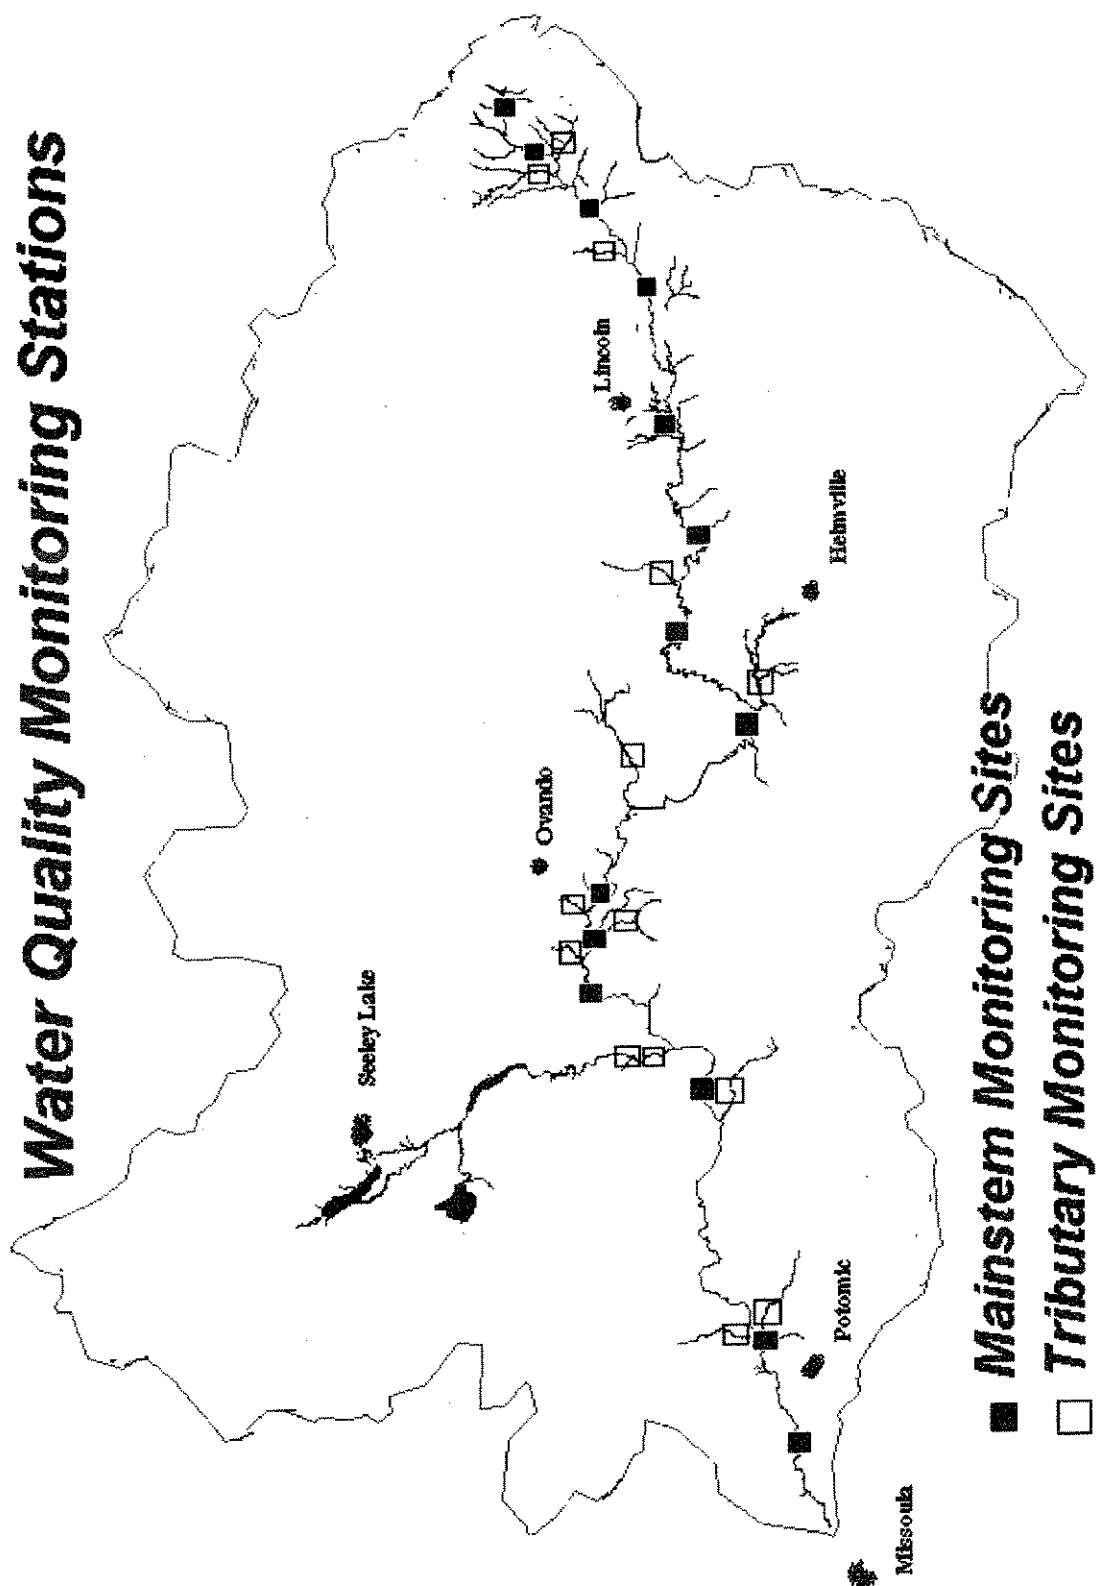 Water Quality Monitoring Stations
Seeley Lake
Ovando
Lincoln
Helmville
Potomic
Missoula
Mainstem Monitoring Sites
Tributary Monitoring Sites